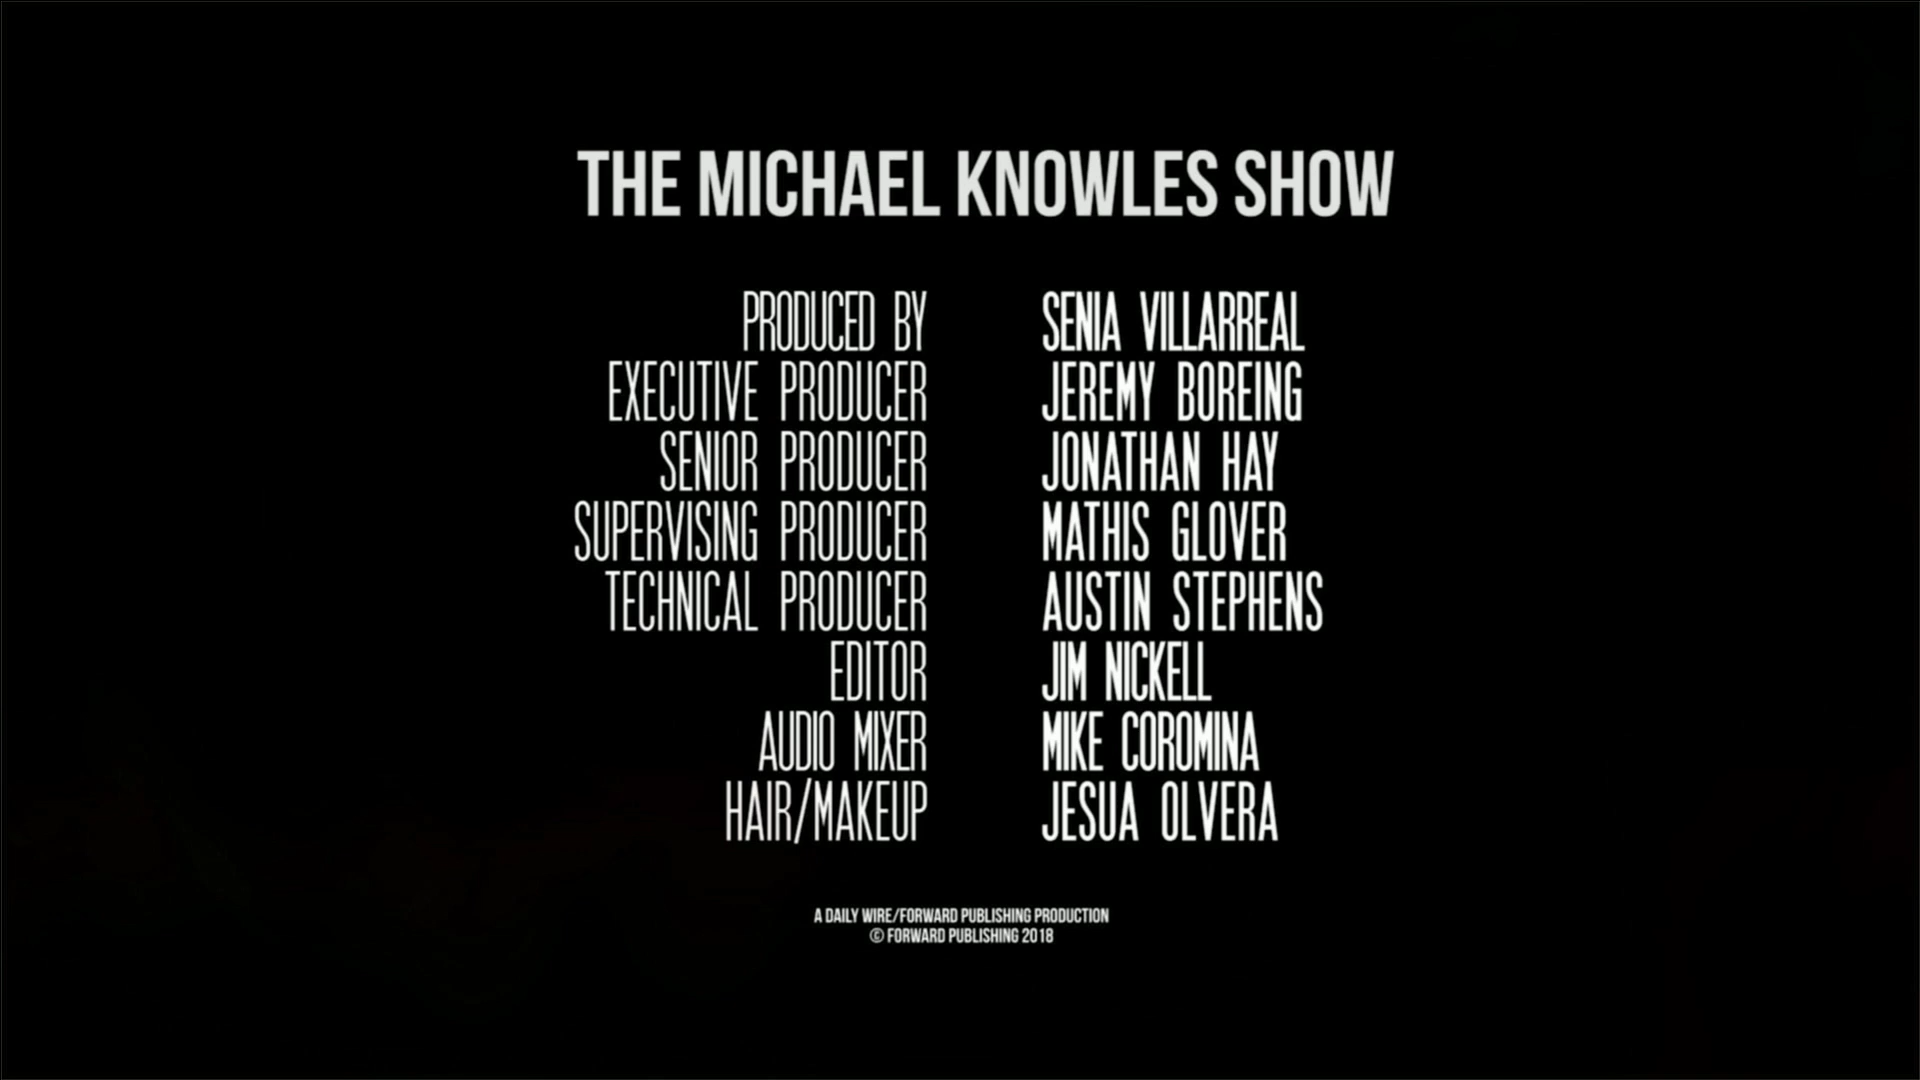 THE MICHAEL KNOWLES SHOW
PRODUCED BY SENIA VILLARREAL
EXECUTIVE PRODUCER JEREMY BOREING
SENIOR PRODUCER JONATHAN HAY
SUPERVISING PRODUCER MATHIS GLOVER
TECHNICAL PRODUCER AUSTIN STEPHENS
EDITOR JIM NICKELL
AUDIO MIXER MIKE COROMINA
HAIR/MAKEUP JESUA OLVERA
A DAILY WIRE/FORWARD PUBLISHING PRODUCTION
© FORWARD PUBLISHING 2018